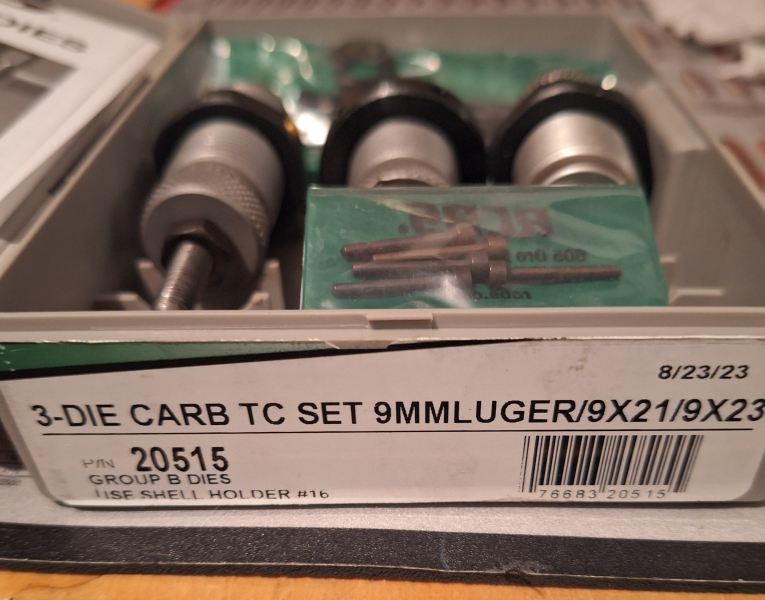 DIES
RCBS.
8/23/23
3-DIE CARB TC SET 9MMLUGER/9X21/9X23
P/N 20515
GROUP B DIES
USE SHELL HOLDER #16
76683 20515